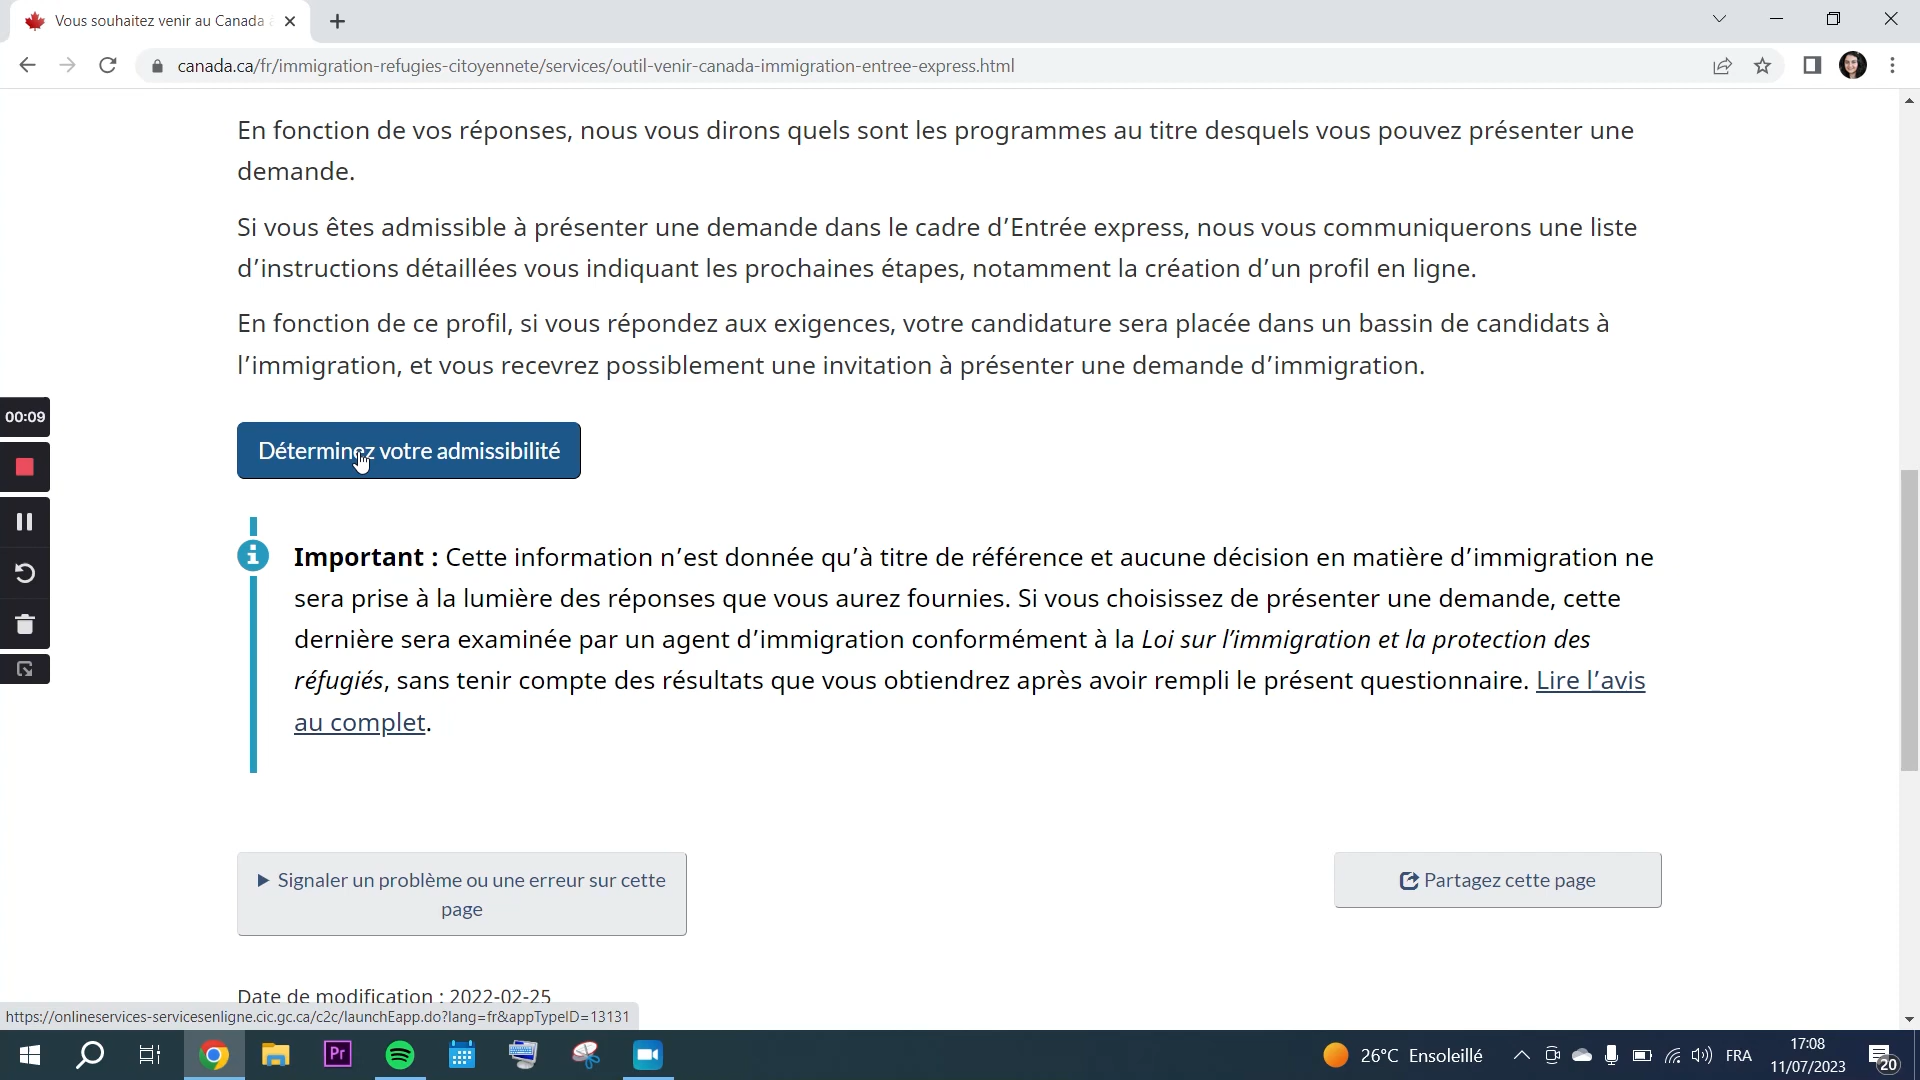 Vous souhaitez venir au Canada
canada.ca/fr/immigration-refugies-citoyennete/services/outil-venir-canada-immigration-entree-express.html
En fonction de vos réponses, nous vous dirons quels sont les programmes au titre desquels vous pouvez présenter une
demande.
Si vous êtes admissible à présenter une demande dans le cadre d’Entrée express, nous vous communiquerons une liste
d’instructions détaillées vous indiquant les prochaines étapes, notamment la création d’un profil en ligne.
En fonction de ce profil, si vous répondez aux exigences, votre candidature sera placée dans un bassin de candidats à
l’immigration, et vous recevrez possiblement une invitation à présenter une demande d’immigration.
00:09
Déterminez votre admissibilité
Important : Cette information n’est donnée qu’à titre de référence et aucune décision en matière d’immigration ne
sera prise à la lumière des réponses que vous aurez fournies. Si vous choisissez de présenter une demande, cette
dernière sera examinée par un agent d’immigration conformément à la Loi sur l’immigration et la protection des
réfugiés, sans tenir compte des résultats que vous obtiendrez après avoir rempli le présent questionnaire. Lire l’avis
au complet.
Signaler un problème ou une erreur sur cette
page
Partagez cette page
Date de modification : 2022-02-25
https://onlineservices-servicesenligne.cic.gc.ca/c2c/launchEapp.do?lang=fr&appTypeID=13131
Pr
26°C Ensoleillé
FRA
17:08
11/07/2023
20